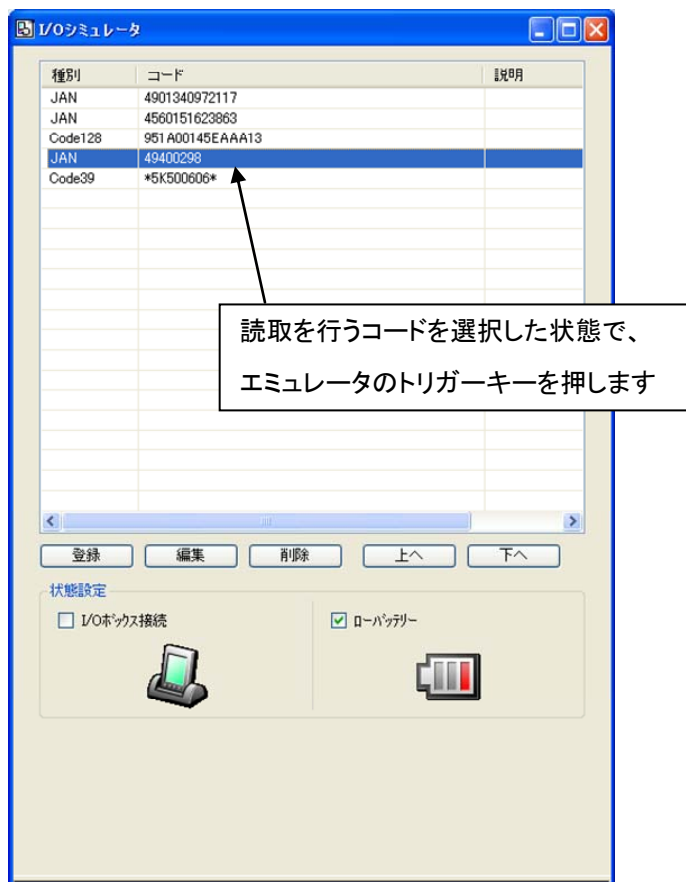 I/Oシミュレータ
種別 コード 説明
JAN 4901340972117
JAN 4560151623863
Code128 951A00145EAAA13
JAN 49400298
Code39 *5K500606*
読取を行うコードを選択した状態で、
エミュレータのトリガーキーを押します
登録 編集 削除 上へ 下へ
状態設定
I/Oボックス接続 ローバッテリー